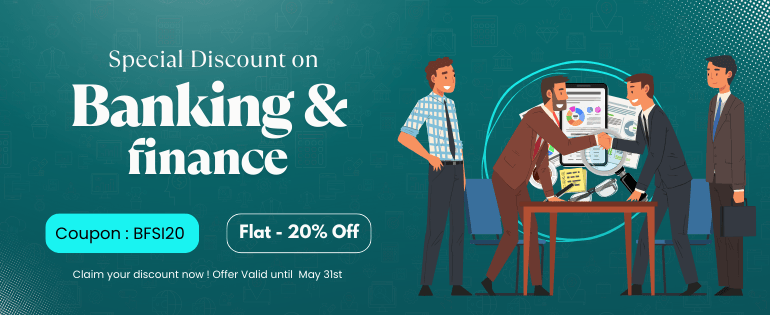 Special Discount on
Banking &
finance
Coupon : BFSI20
Flat - 20% Off
Claim your discount now ! Offer Valid until May 31st